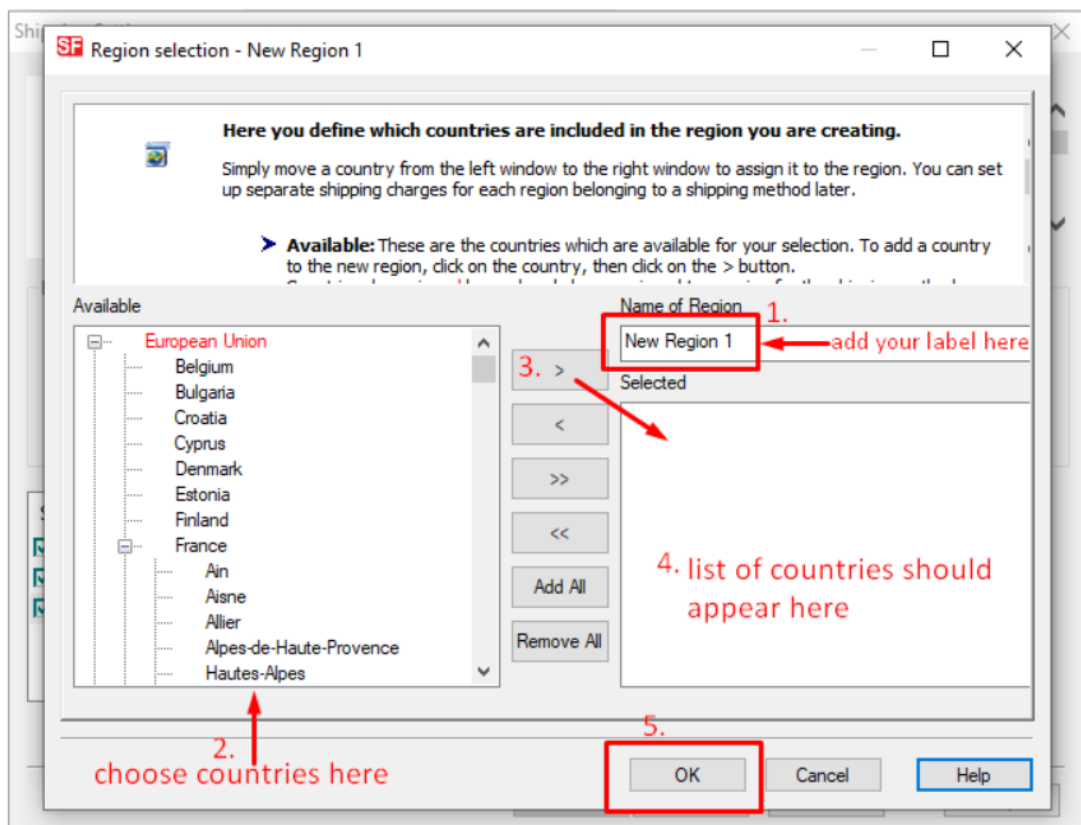 Shi
SF Region selection - New Region 1
Here you define which countries are included in the region you are creating.
Simply move a country from the left window to the right window to assign it to the region. You can set
up separate shipping charges for each region belonging to a shipping method later.
Available: These are the countries which are available for your selection. To add a country
to the new region, click on the country, then click on the > button.
Available
Name of Region
1.
New Region 1
add your label here
Selected
European Union
Belgium
Bulgaria
Croatia
Cyprus
Denmark
Estonia
Finland
France
Ain
Aisne
Allier
Alpes-de-Haute-Provence
Hautes-Alpes
3. >
<
>>
<<
Add All
Remove All
4. list of countries should
appear here
2.
choose countries here
5.
OK
Cancel
Help